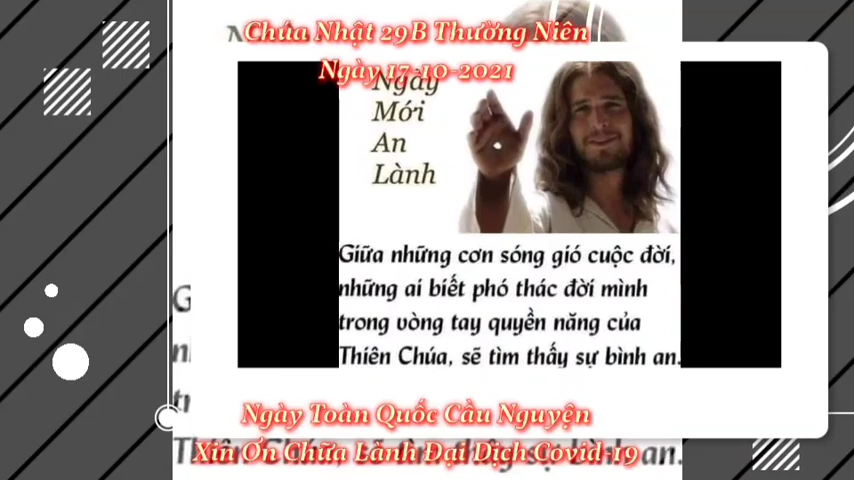 Chúa Nhật 29B Thường Niên
Ngày 17-10-2021
Ngày
Mới
An
Lành
Giữa những cơn sóng gió cuộc đời,
những ai biết phó thác đời mình
trong vòng tay quyền năng của
Thiên Chúa, sẽ tìm thấy sự bình an.
Ngày Toàn Quốc Cầu Nguyện
Xin Ơn Chữa Lành Đại Dịch Covid-19